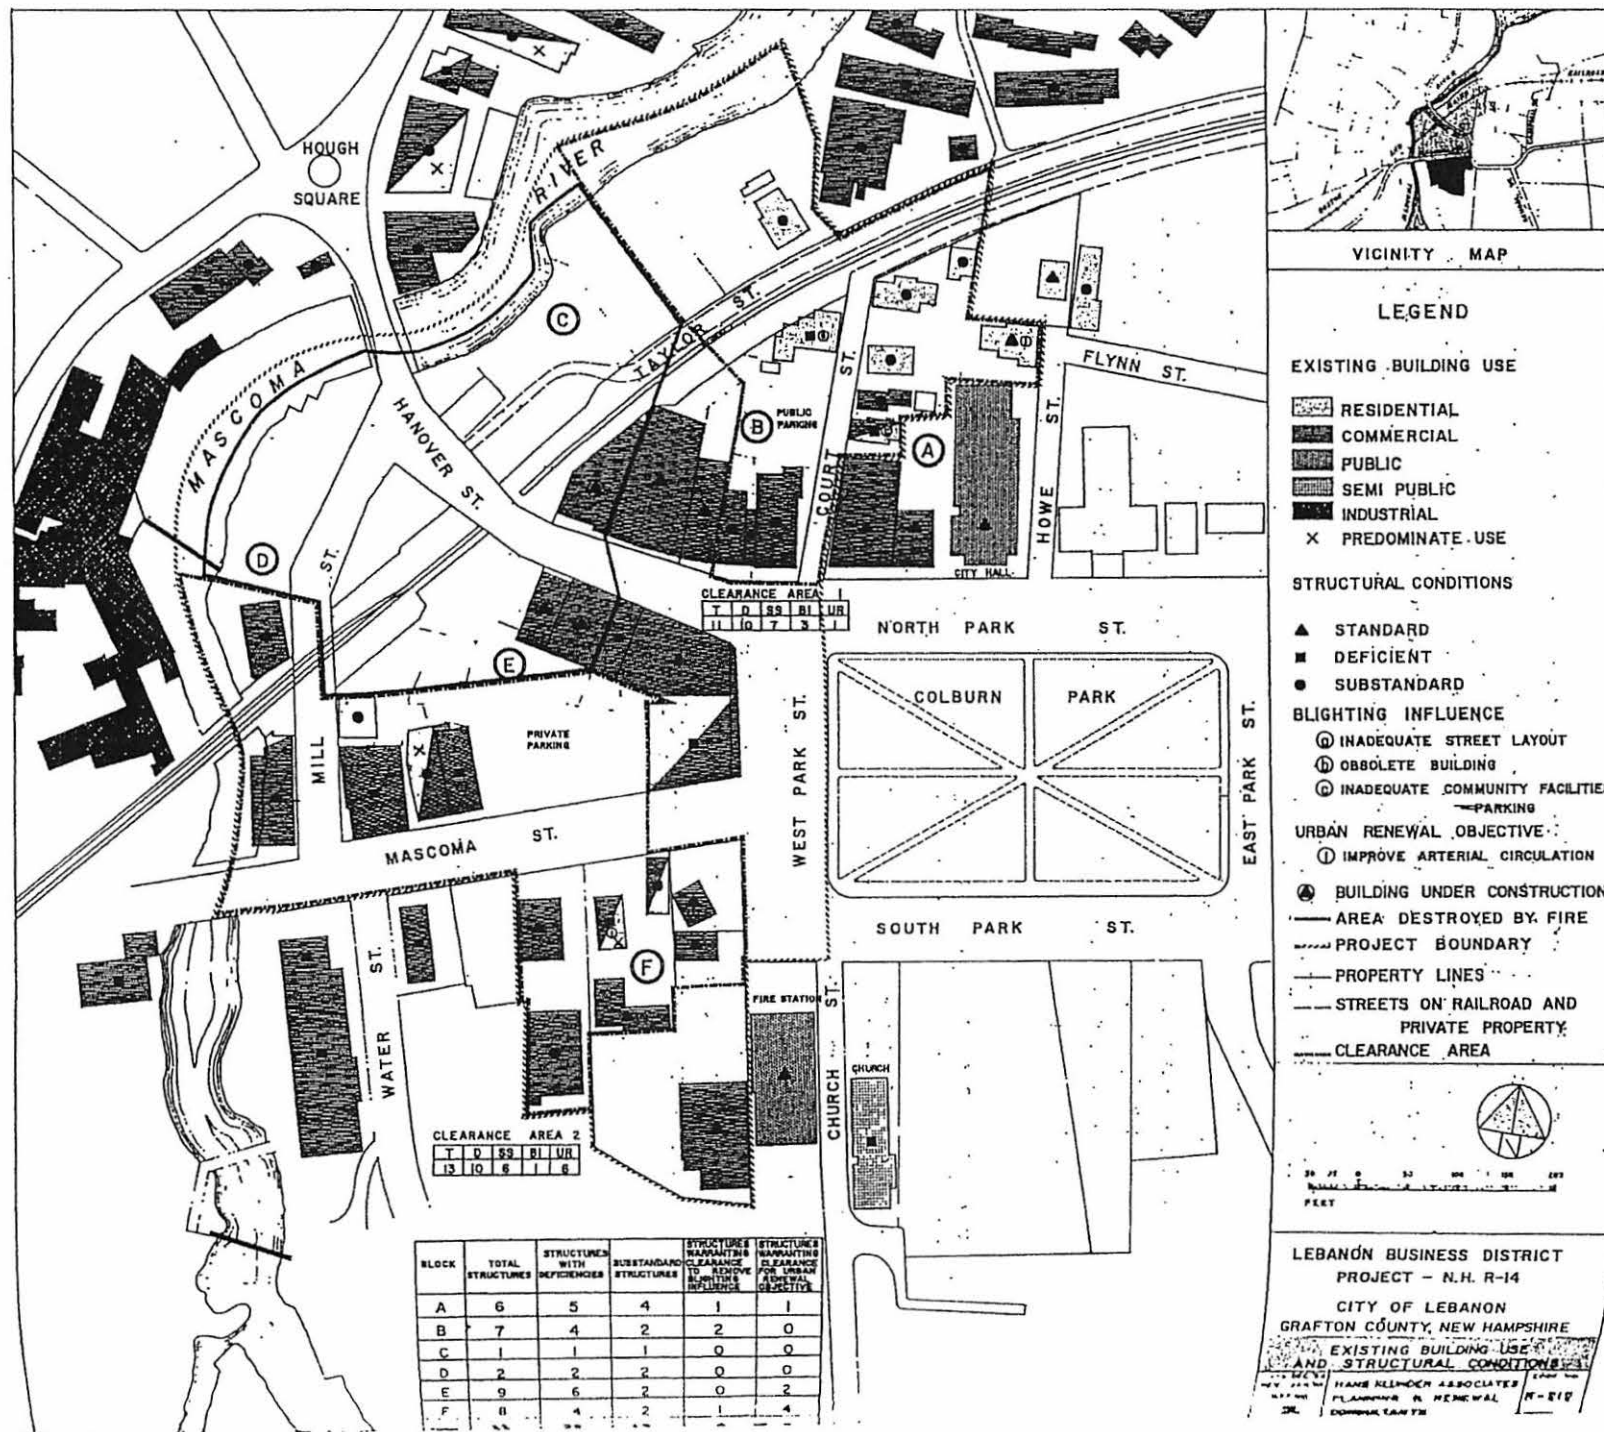 HOUGH
SQUARE
RIVER
MASCOMA
HANOVER ST.
TAYLOR ST.
COURT ST.
HOWE ST.
FLYNN ST.
MILL ST.
A
B
C
D
E
F
PUBLIC
PARKING
CITY HALL
CLEARANCE AREA 1
T D SS BI UR
11 10 7 3 1
NORTH PARK ST.
COLBURN PARK
WEST PARK ST.
EAST PARK ST.
SOUTH PARK ST.
PRIVATE
PARKING
MASCOMA ST.
WATER ST.
FIRE STATION
CHURCH ST.
CHURCH
CLEARANCE AREA 2
T D SS BI UR
13 10 6 1 6
BLOCK
TOTAL
STRUCTURES
STRUCTURES
WITH
DEFICIENCIES
SUBSTANDARD
STRUCTURES
STRUCTURES
WARRANTING
CLEARANCE
TO REMOVE
BLIGHTING
INFLUENCE
STRUCTURES
WARRANTING
CLEARANCE
FOR URBAN
RENEWAL
OBJECTIVE
A 6 5 4 1 1
B 7 4 2 2 0
C 1 1 1 0 0
D 2 2 2 0 0
E 9 6 2 0 2
F 8 4 2 1 4
VICINITY MAP
LEGEND
EXISTING BUILDING USE
RESIDENTIAL
COMMERCIAL
PUBLIC
SEMI PUBLIC
INDUSTRIAL
X PREDOMINATE USE
STRUCTURAL CONDITIONS
STANDARD
DEFICIENT
SUBSTANDARD
BLIGHTING INFLUENCE
a INADEQUATE STREET LAYOUT
b OBSOLETE BUILDING
c INADEQUATE COMMUNITY FACILITIE
PARKING
URBAN RENEWAL OBJECTIVE
1 IMPROVE ARTERIAL CIRCULATION
BUILDING UNDER CONSTRUCTION
AREA DESTROYED BY FIRE
PROJECT BOUNDARY
PROPERTY LINES
STREETS ON RAILROAD AND
PRIVATE PROPERTY
CLEARANCE AREA
N
FEET
LEBANON BUSINESS DISTRICT
PROJECT - N.H. R-14
CITY OF LEBANON
GRAFTON COUNTY, NEW HAMPSHIRE
EXISTING BUILDING USE
AND STRUCTURAL CONDITIONS
HANS KLUNDER ASSOCIATES
PLANNING & RENEWAL
CONSULTANTS